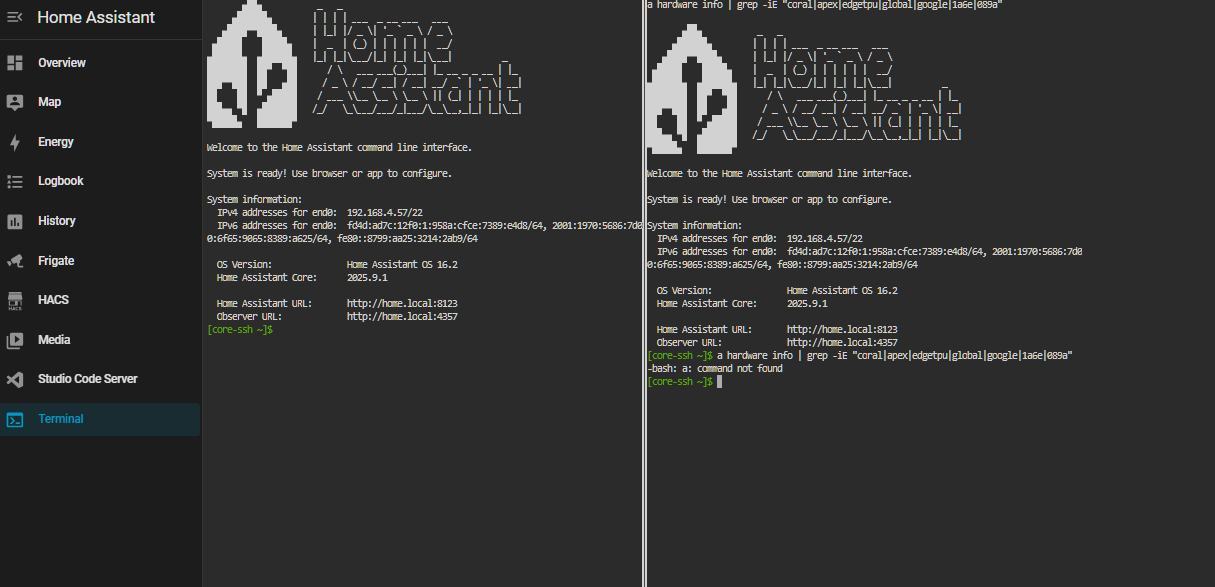 Home Assistant
Overview
Map
Energy
Logbook
History
Frigate
HACS
Media
Studio Code Server
Terminal
Home
Assistant
Welcome to the Home Assistant command line interface.
System is ready! Use browser or app to configure.
System information:
IPv4 addresses for end0: 192.168.4.57/22
IPv6 addresses for end0: fd4d:ad7c:12f0:1:958a:cfce:7389:e4d8/64, 2001:1970:5686:7d0
0:6f65:9065:8389:a625/64, fe80::8799:aa25:3214:2ab9/64
OS Version: Home Assistant OS 16.2
Home Assistant Core: 2025.9.1
Home Assistant URL: http://home.local:8123
Observer URL: http://home.local:4357
[core-ssh ~]$
a hardware info | grep -iE "coral|apex|edgetpu|global|google|1a6e|089a"
Home
Assistant
Welcome to the Home Assistant command line interface.
System is ready! Use browser or app to configure.
System information:
IPv4 addresses for end0: 192.168.4.57/22
IPv6 addresses for end0: fd4d:ad7c:12f0:1:958a:cfce:7389:e4d8/64, 2001:1970:5686:7d0
0:6f65:9065:8389:a625/64, fe80::8799:aa25:3214:2ab9/64
OS Version: Home Assistant OS 16.2
Home Assistant Core: 2025.9.1
Home Assistant URL: http://home.local:8123
Observer URL: http://home.local:4357
[core-ssh ~]$ a hardware info | grep -iE "coral|apex|edgetpu|global|google|1a6e|089a"
-bash: a: command not found
[core-ssh ~]$